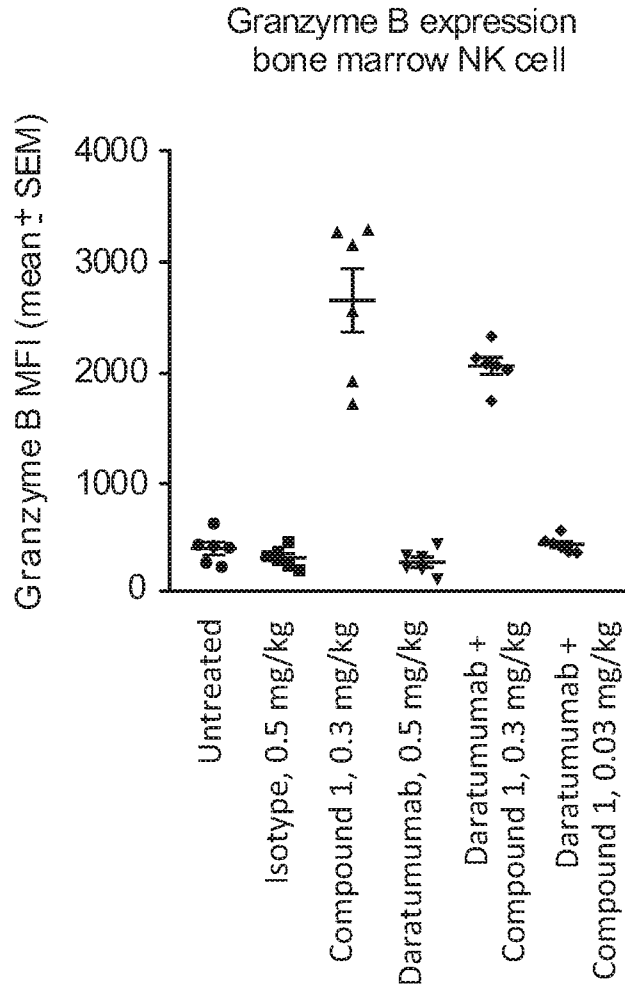 Granzyme B expression
bone marrow NK cell
Granzyme B MFI (mean ± SEM)
4000
3000
2000
1000
0
Untreated
Isotype, 0.5 mg/kg
Compound 1, 0.3 mg/kg
Daratumumab, 0.5 mg/kg
Daratumumab +
Compound 1, 0.3 mg/kg
Daratumumab +
Compound 1, 0.03 mg/kg